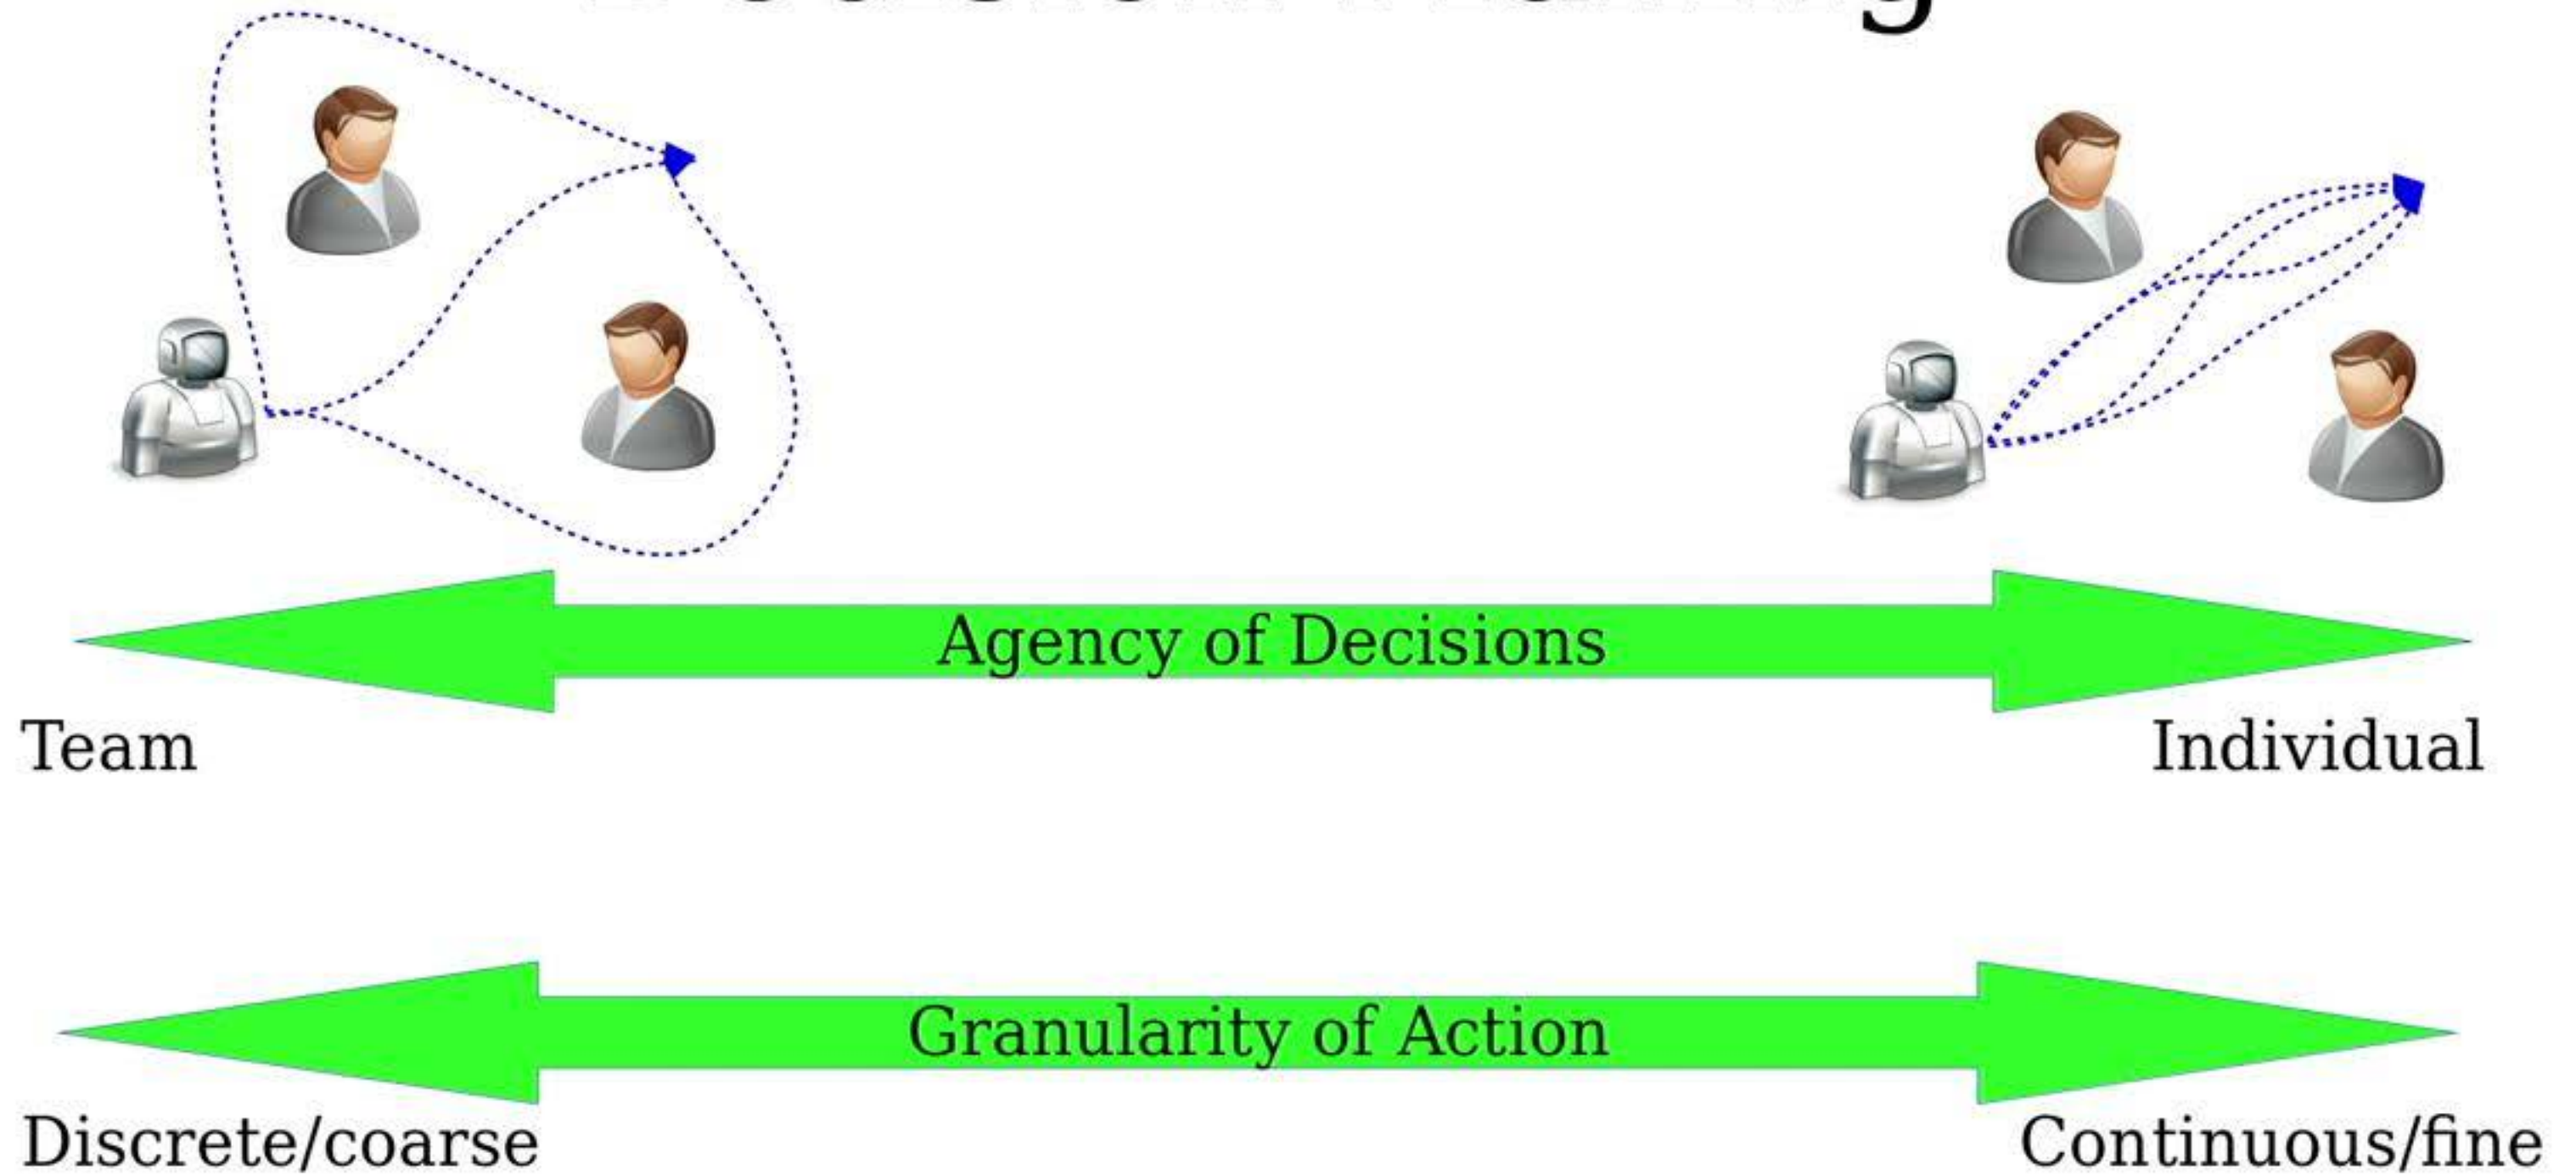 Agency of Decisions
Team
Individual
Granularity of Action
Discrete/coarse
Continuous/fine